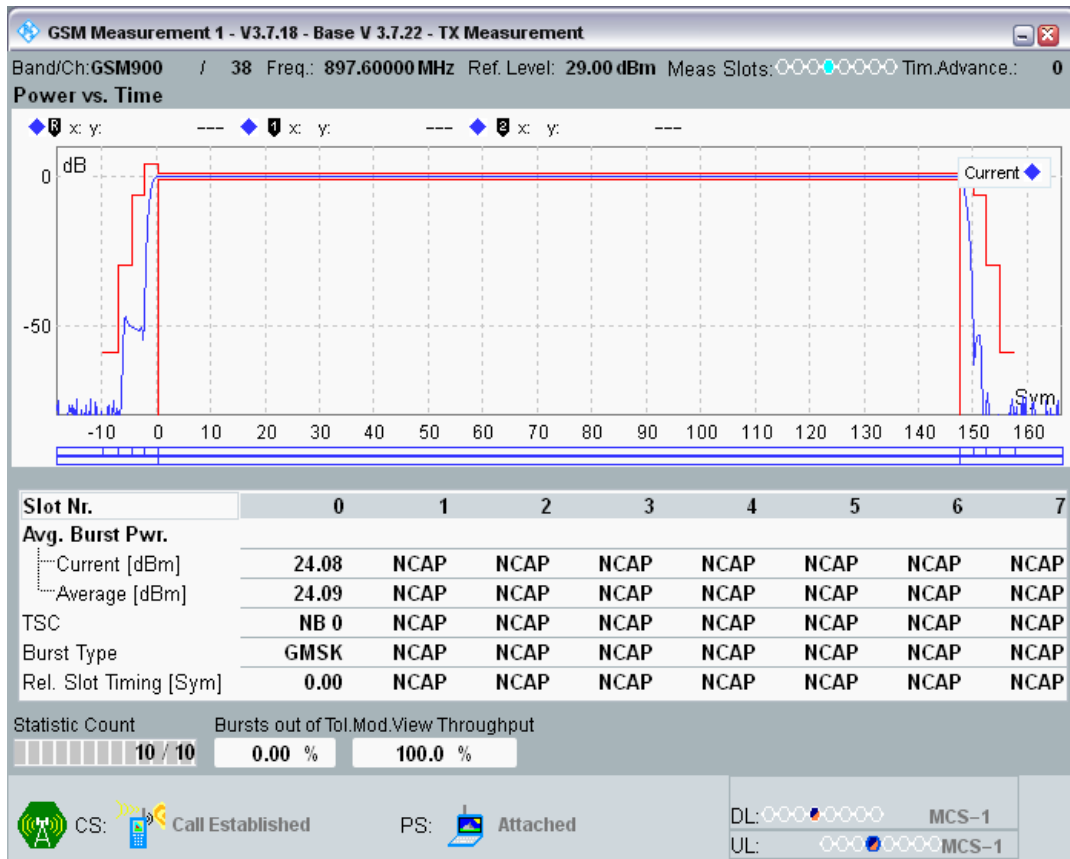 GSM Measurement 1 - V3.7.18 - Base V 3.7.22 - TX Measurement
Band/Ch:GSM900 / 38 Freq.: 897.60000 MHz Ref. Level: 29.00 dBm Meas Slots: Tim.Advance.: 0
Power vs. Time
R x: y: --- 1 x: y: --- 2 x: y: ---
dB
Current
0
-50
Sym
-10 0 10 20 30 40 50 60 70 80 90 100 110 120 130 140 150 160
Slot Nr. 0 1 2 3 4 5 6 7
Avg. Burst Pwr.
Current [dBm] 24.08 NCAP NCAP NCAP NCAP NCAP NCAP NCAP
Average [dBm] 24.09 NCAP NCAP NCAP NCAP NCAP NCAP NCAP
TSC NB 0 NCAP NCAP NCAP NCAP NCAP NCAP NCAP
Burst Type GMSK NCAP NCAP NCAP NCAP NCAP NCAP NCAP
Rel. Slot Timing [Sym] 0.00 NCAP NCAP NCAP NCAP NCAP NCAP NCAP
Statistic Count Bursts out of Tol.Mod.View Throughput
10 / 10 0.00 % 100.0 %
CS: Call Established PS: Attached DL: MCS-1
UL: MCS-1